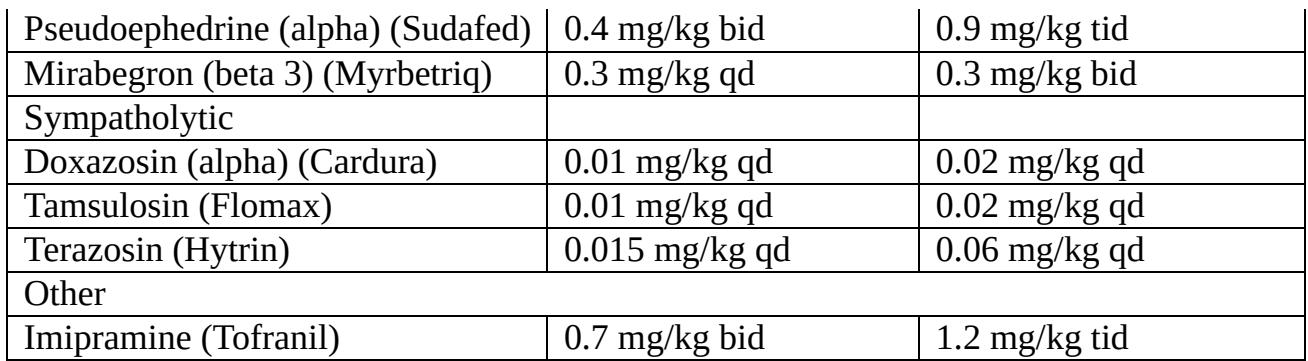 Pseudoephedrine (alpha) (Sudafed) 0.4 mg/kg bid 0.9 mg/kg tid
Mirabegron (beta 3) (Myrbetriq) 0.3 mg/kg qd 0.3 mg/kg bid
Sympatholytic
Doxazosin (alpha) (Cardura) 0.01 mg/kg qd 0.02 mg/kg qd
Tamsulosin (Flomax) 0.01 mg/kg qd 0.02 mg/kg qd
Terazosin (Hytrin) 0.015 mg/kg qd 0.06 mg/kg qd
Other
Imipramine (Tofranil) 0.7 mg/kg bid 1.2 mg/kg tid